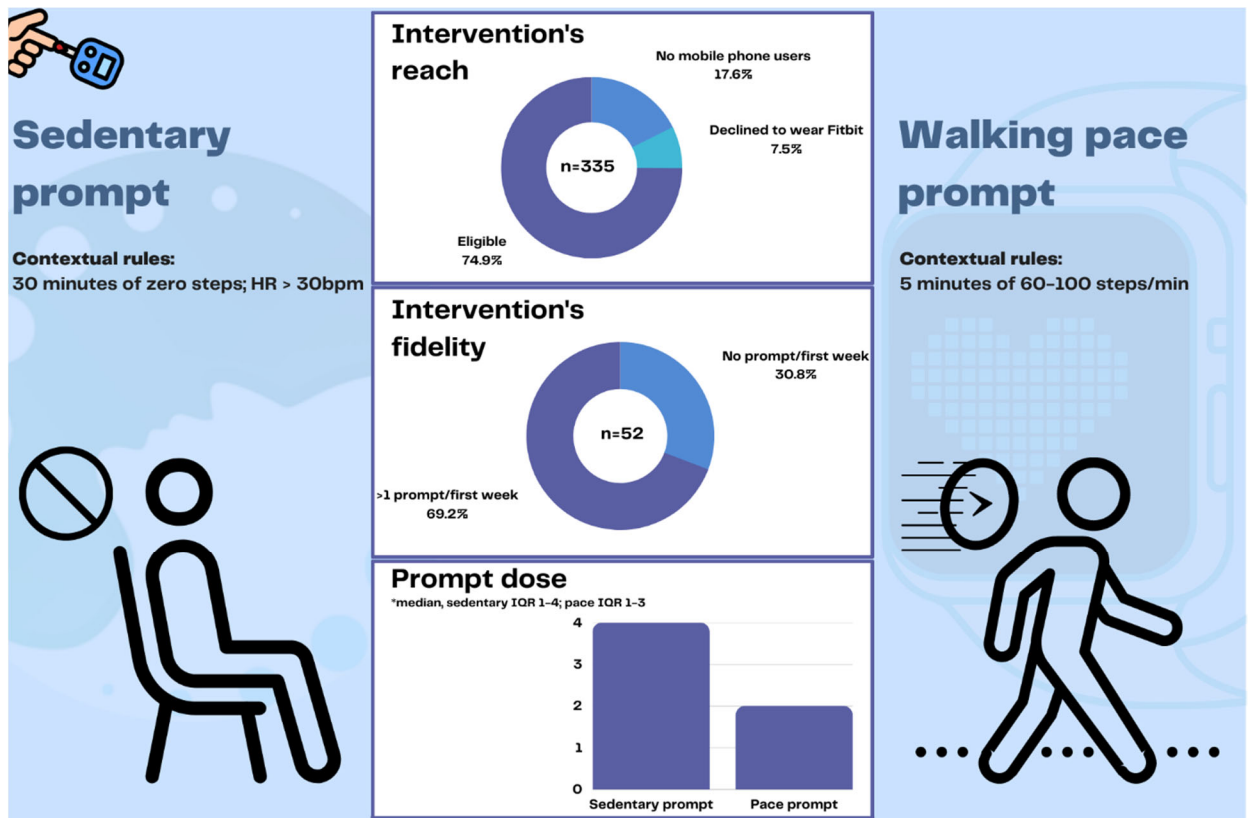 Sedentary
prompt
Contextual rules:
30 minutes of zero steps; HR > 30bpm
Intervention's
reach
No mobile phone users
17.6%
Declined to wear Fitbit
7.5%
n=335
Eligible
74.9%
Intervention's
fidelity
No prompt/first week
30.8%
n=52
>1 prompt/first week
69.2%
Prompt dose
*median, sedentary IQR 1-4; pace IQR 1-3
4
3
2
1
0
Sedentary prompt
Pace prompt
Walking pace
prompt
Contextual rules:
5 minutes of 60-100 steps/min